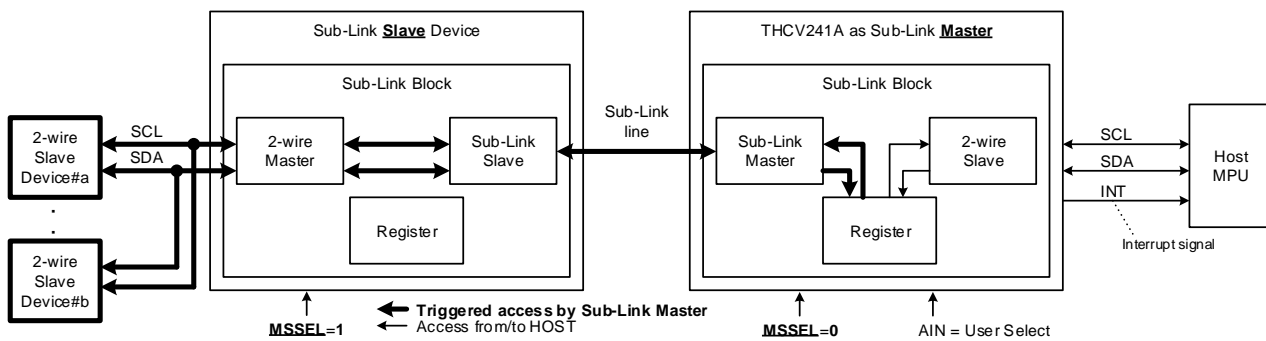 Sub-Link Slave Device
THCV241A as Sub-Link Master
Sub-Link Block
Sub-Link Block
2-wire
Slave
Device#a
SCL
SDA
2-wire
Master
Sub-Link
Slave
Sub-Link
line
Sub-Link
Master
2-wire
Slave
SCL
SDA
INT
Host
MPU
Register
Register
Interrupt signal
2-wire
Slave
Device#b
MSSEL=1
Triggered access by Sub-Link Master
Access from/to HOST
MSSEL=0
AIN = User Select